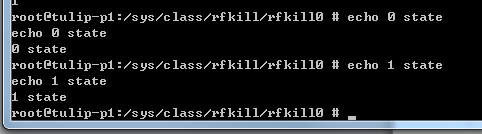 root@tulip-p1:/sys/class/rfkill/rfkill0 # echo 0 state
echo 0 state
0 state
root@tulip-p1:/sys/class/rfkill/rfkill0 # echo 1 state
echo 1 state
1 state
root@tulip-p1:/sys/class/rfkill/rfkill0 #